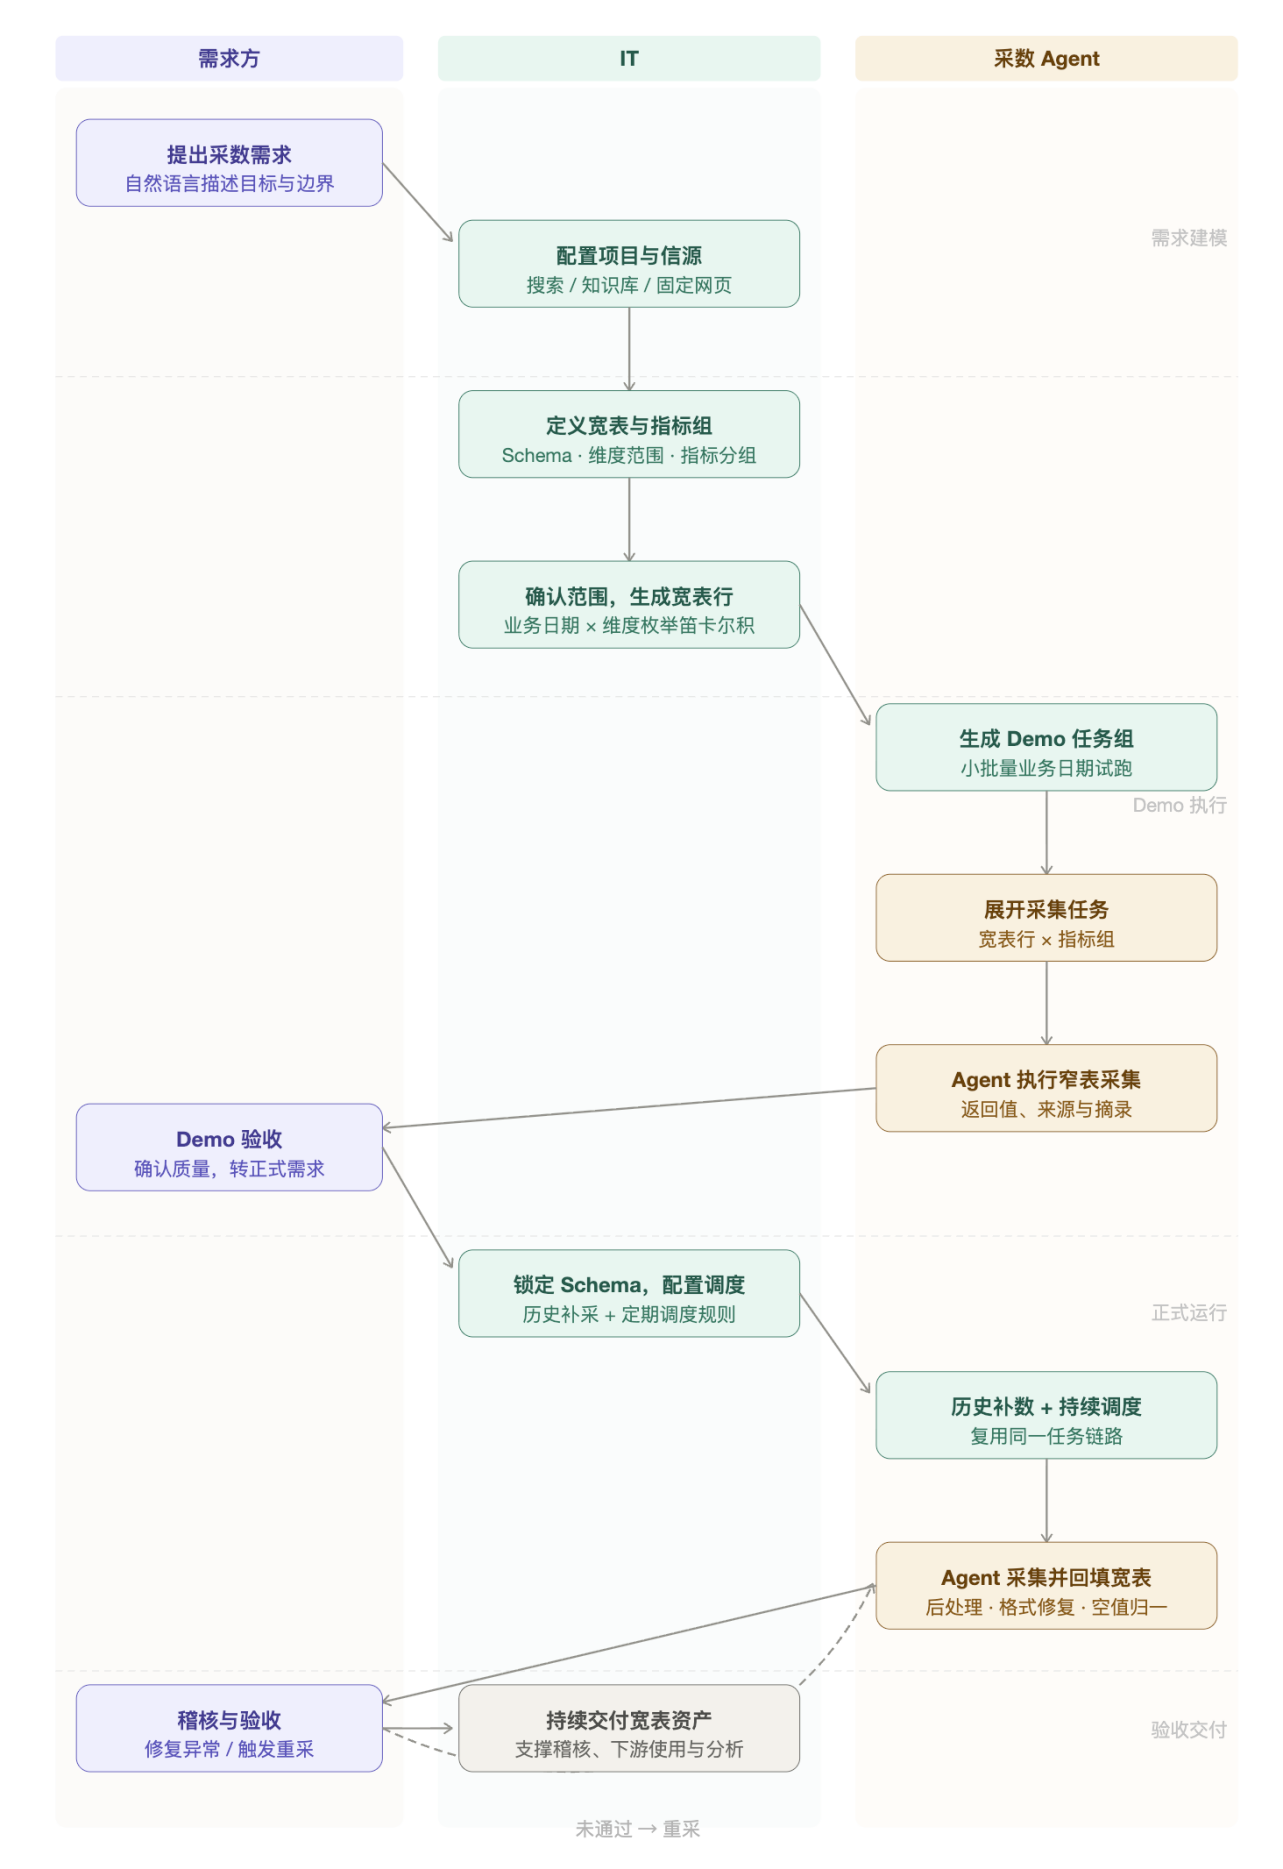 需求方
IT
采数 Agent
提出采数需求
自然语言描述目标与边界
配置项目与信源
搜索 / 知识库 / 固定网页
需求建模
定义宽表与指标组
Schema · 维度范围 · 指标分组
确认范围，生成宽表行
业务日期 × 维度枚举笛卡尔积
生成 Demo 任务组
小批量业务日期试跑
Demo 执行
展开采集任务
宽表行 × 指标组
Agent 执行窄表采集
返回值、来源与摘录
Demo 验收
确认质量，转正式需求
锁定 Schema，配置调度
历史补采 + 定期调度规则
正式运行
历史补数 + 持续调度
复用同一任务链路
Agent 采集并回填宽表
后处理 · 格式修复 · 空值归一
稽核与验收
修复异常 / 触发重采
持续交付宽表资产
支撑稽核、下游使用与分析
验收交付
未通过 → 重采